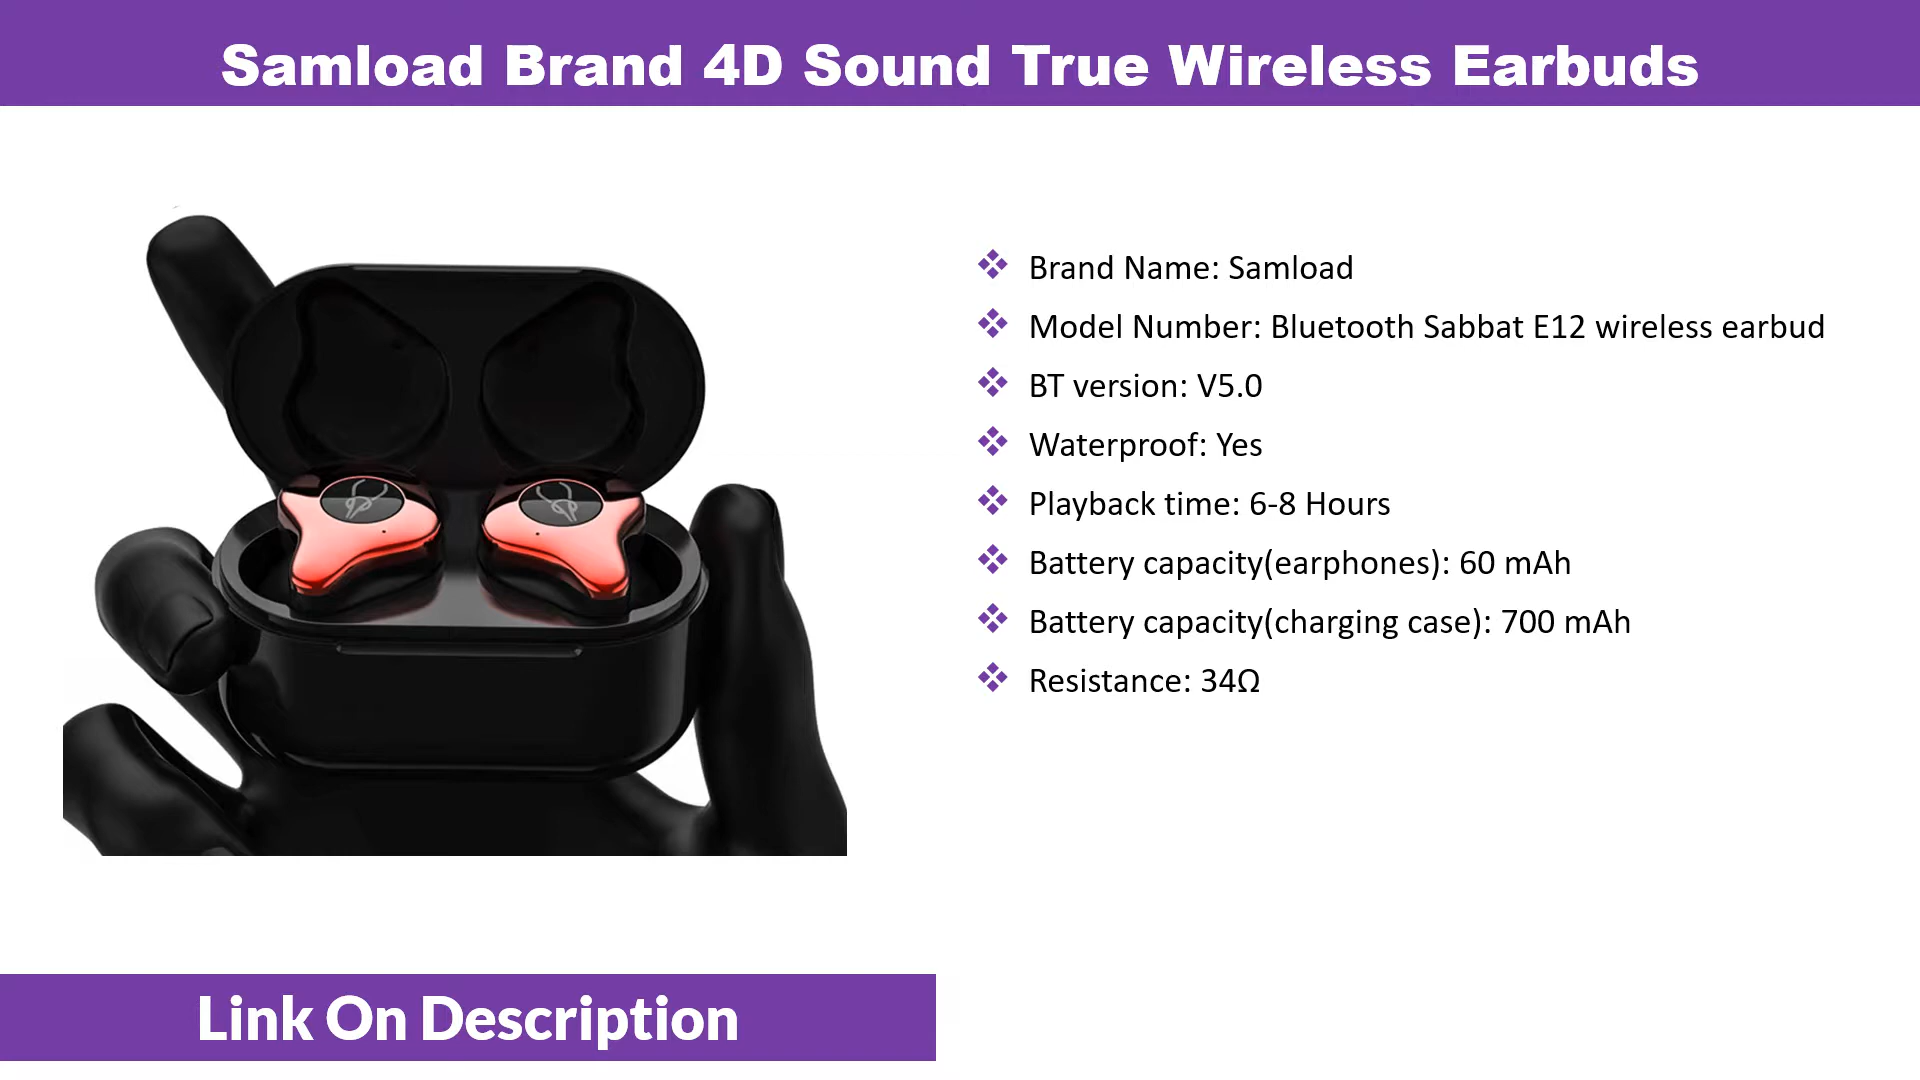 Samload Brand 4D Sound True Wireless Earbuds
Brand Name: Samload
Model Number: Bluetooth Sabbat E12 wireless earbud
BT version: V5.0
Waterproof: Yes
Playback time: 6-8 Hours
Battery capacity(earphones): 60 mAh
Battery capacity(charging case): 700 mAh
Resistance: 34Ω
Link On Description